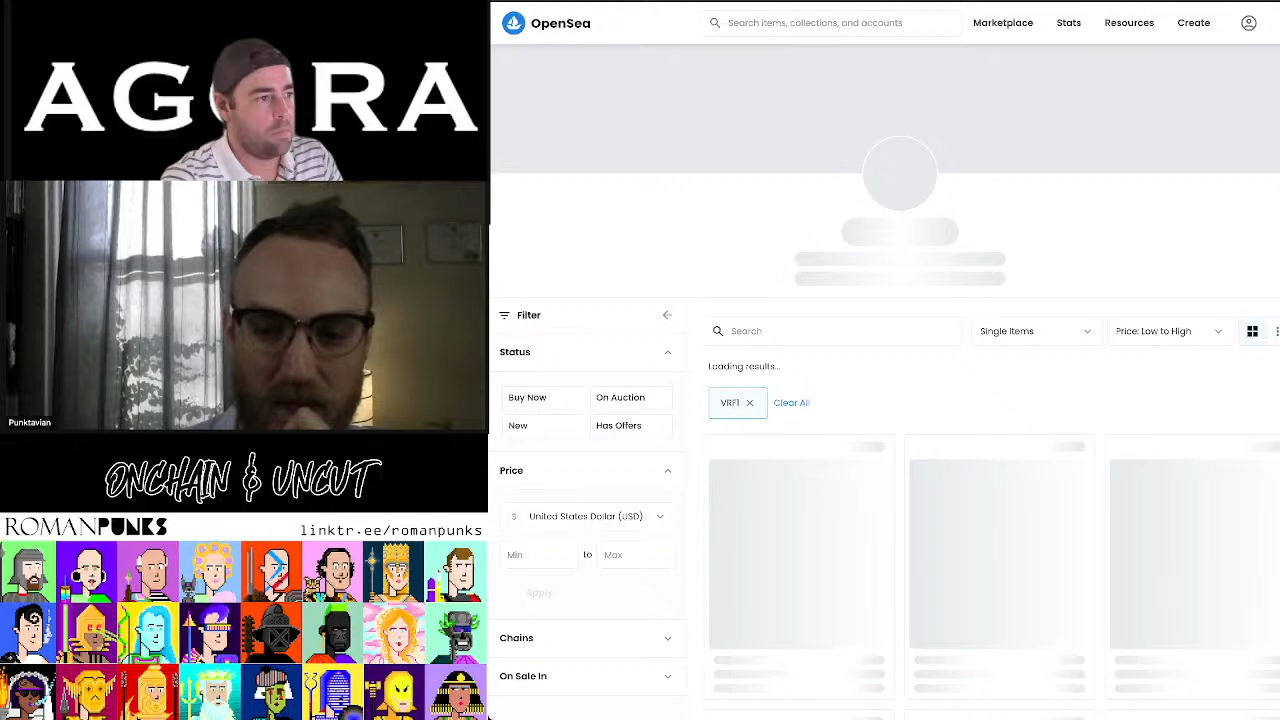 AGORA
Punktavian
ONCHAIN & UNCUT
ROMANPUNKS
linktr.ee/romanpunks
OpenSea
Search items, collections, and accounts
Marketplace
Stats
Resources
Create
Filter
Status
Buy Now
On Auction
New
Has Offers
Price
$ United States Dollar (USD)
Min
to
Max
Apply
Chains
On Sale In
Search
Single Items
Price: Low to High
Loading results...
VRF1
Clear All